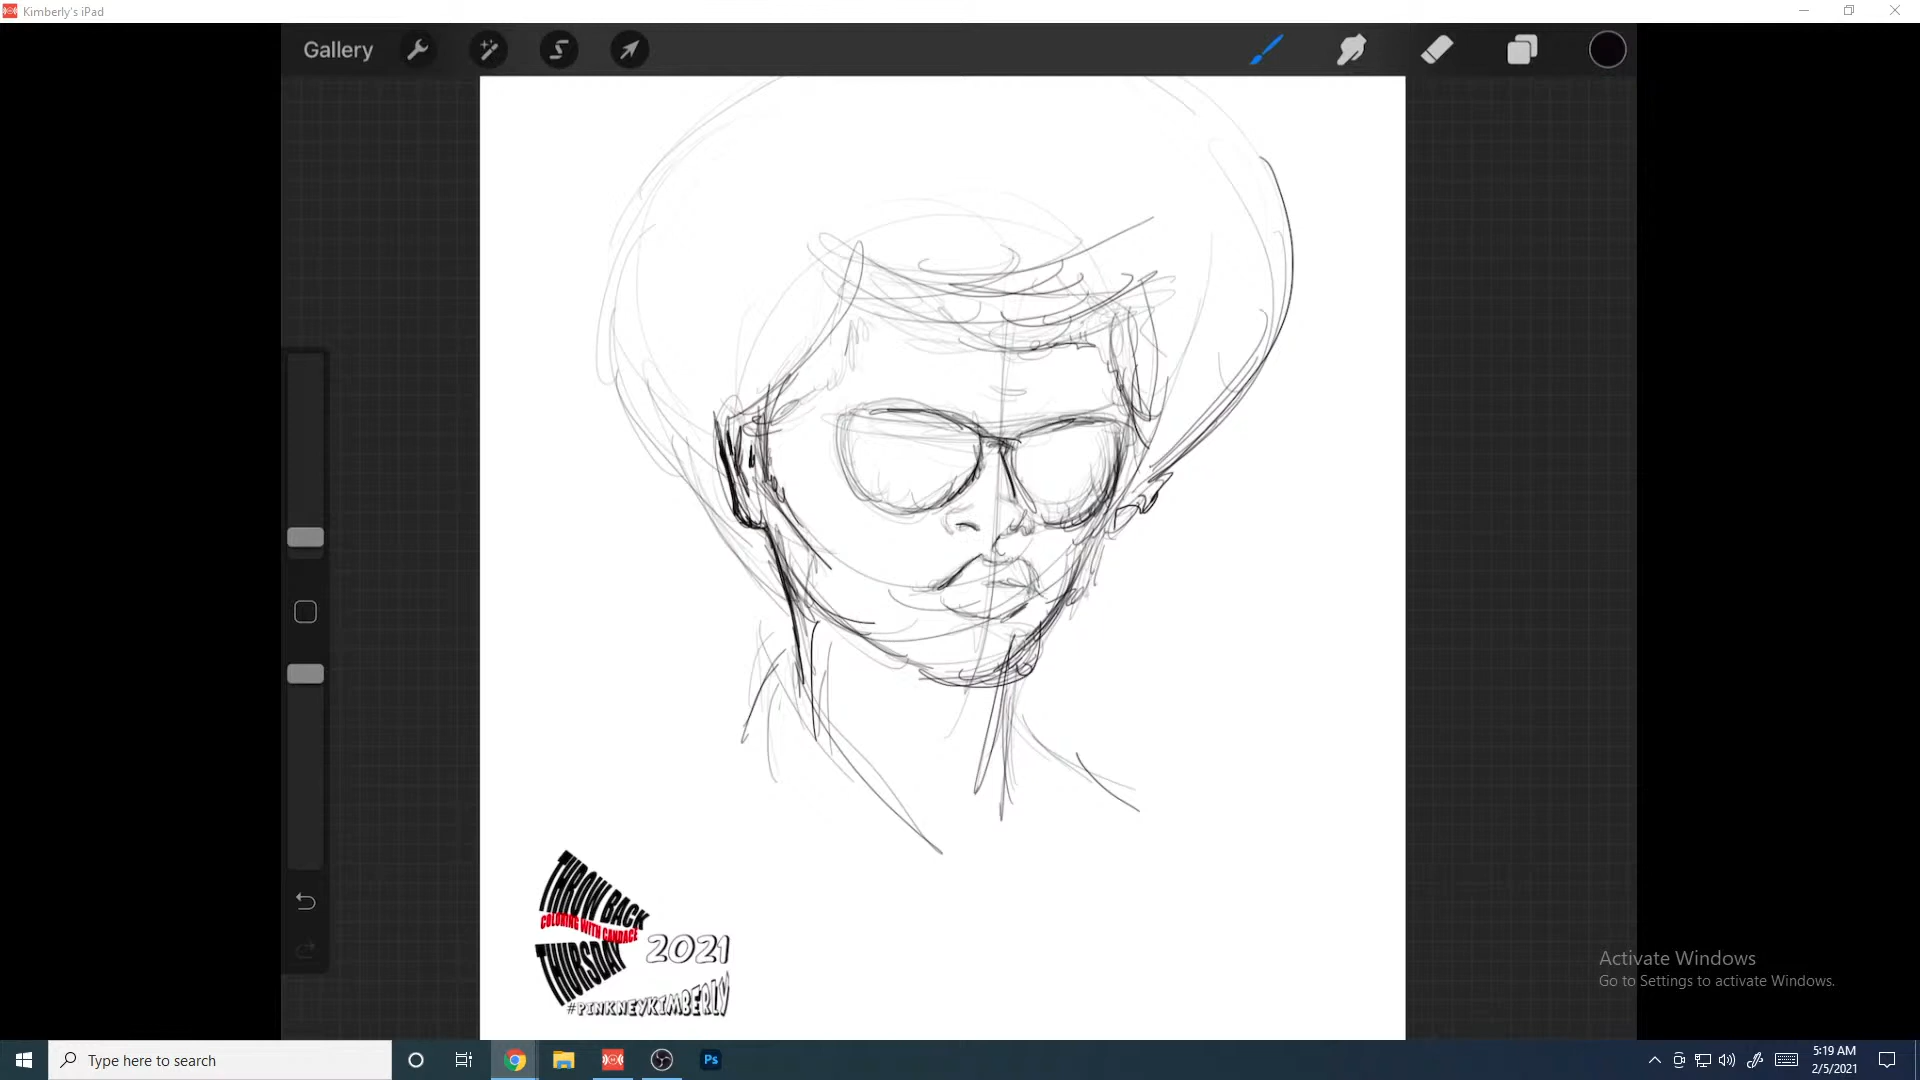 Kimberly's iPad
Gallery
THROW BACK
COLORING WITH CANDACE
THURSDAY
2021
#PINKNEYKIMBERLY
Activate Windows
Go to Settings to activate Windows.
Type here to search
Ps
5:19 AM
2/5/2021